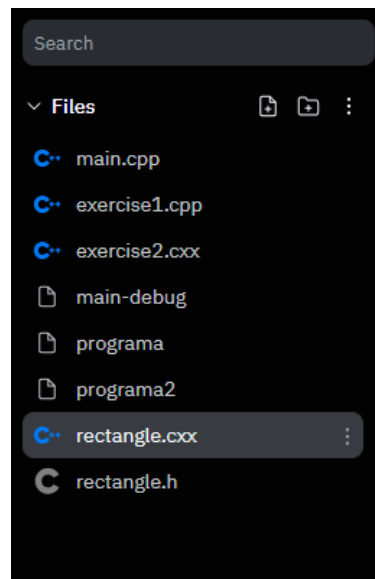 Search
Files
C++ main.cpp
C++ exercise1.cpp
C++ exercise2.cxx
main-debug
programa
programa2
C++ rectangle.cxx
C rectangle.h